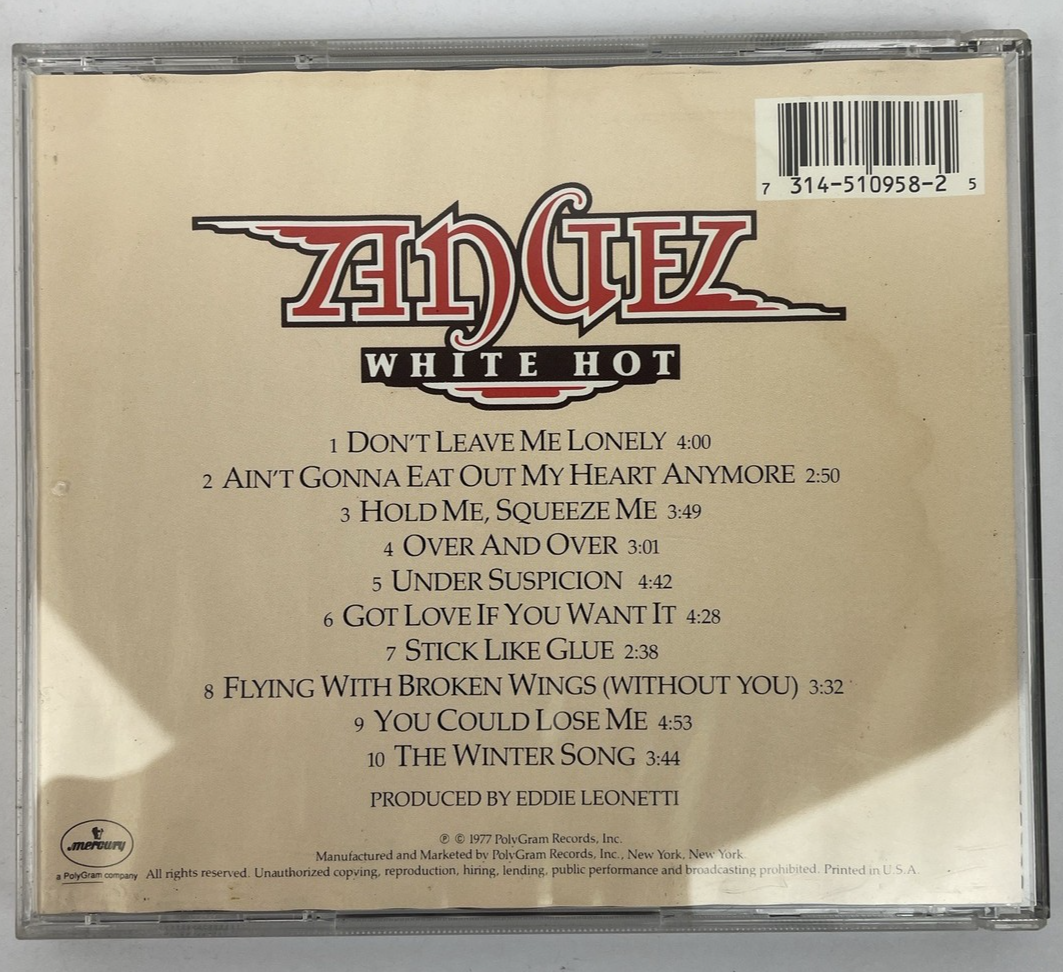 7 314-510958-2 5
ANGEL
WHITE HOT
1 DON'T LEAVE ME LONELY 4:00
2 AIN'T GONNA EAT OUT MY HEART ANYMORE 2:50
3 HOLD ME, SQUEEZE ME 3:49
4 OVER AND OVER 3:01
5 UNDER SUSPICION 4:42
6 GOT LOVE IF YOU WANT IT 4:28
7 STICK LIKE GLUE 2:38
8 FLYING WITH BROKEN WINGS (WITHOUT YOU) 3:32
9 YOU COULD LOSE ME 4:53
10 THE WINTER SONG 3:44
PRODUCED BY EDDIE LEONETTI
℗ © 1977 PolyGram Records, Inc.
Manufactured and Marketed by PolyGram Records, Inc., New York, New York.
mercury
a PolyGram company
All rights reserved. Unauthorized copying, reproduction, hiring, lending, public performance and broadcasting prohibited. Printed in U.S.A.